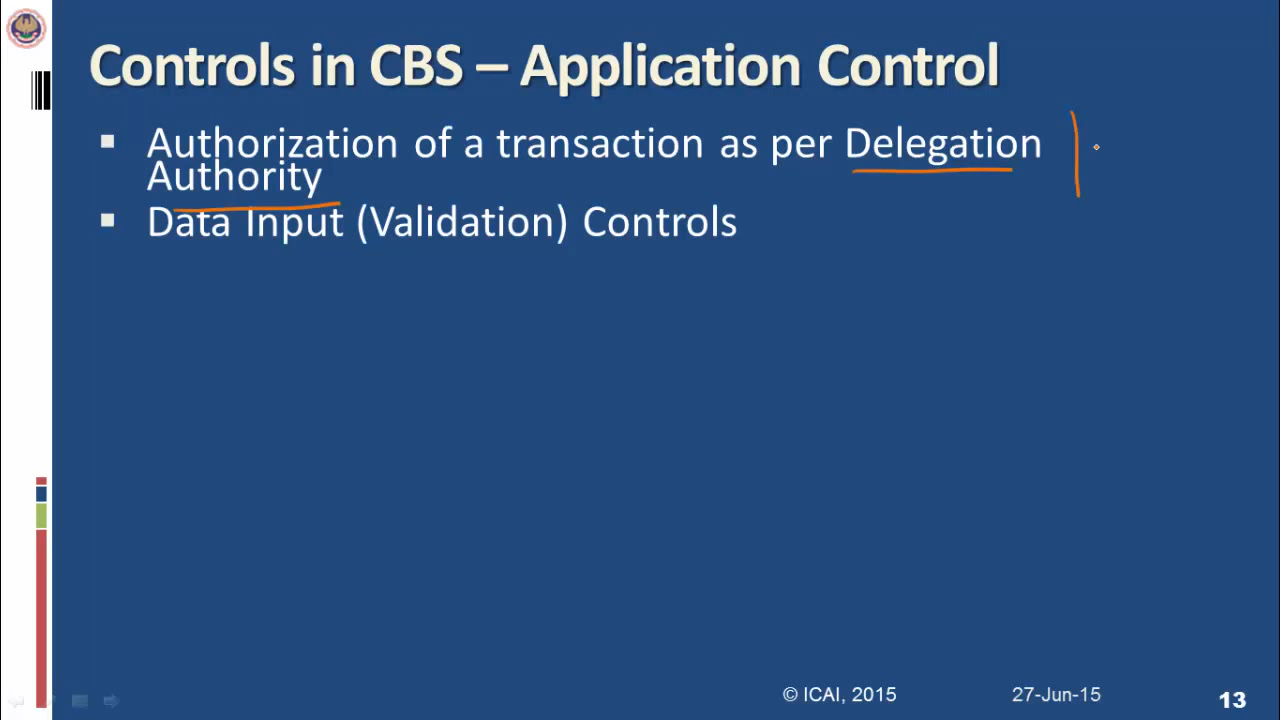 Controls in CBS – Application Control
▪ Authorization of a transaction as per Delegation
Authority
▪ Data Input (Validation) Controls
© ICAI, 2015
27-Jun-15
13